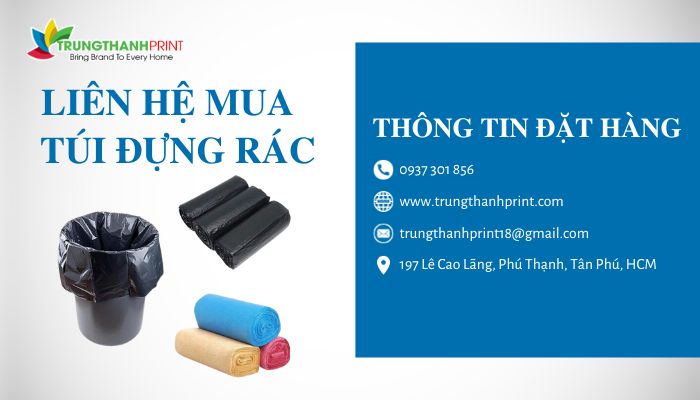 TRUNGTHANHPRINT
Bring Brand To Every Home
LIÊN HỆ MUA
TÚI ĐỰNG RÁC
THÔNG TIN ĐẶT HÀNG
0937 301 856
www.trungthanhprint.com
trungthanhprint18@gmail.com
197 Lê Cao Lãng, Phú Thạnh, Tân Phú, HCM